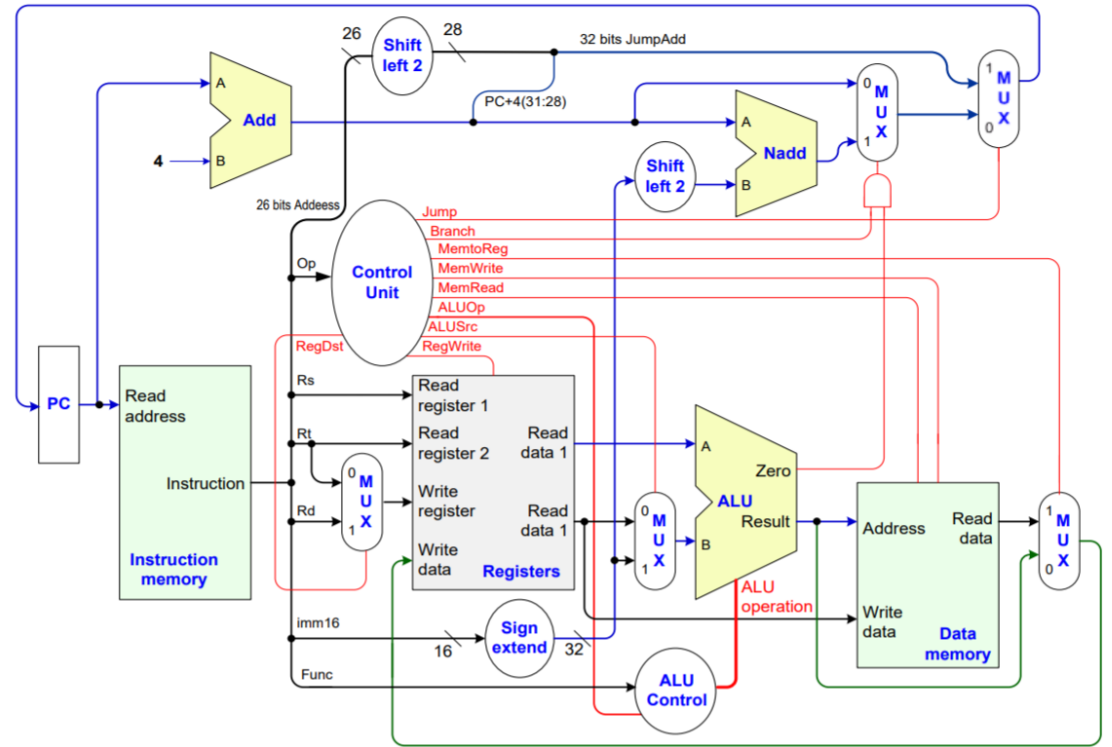 26
Shift
left 2
28
32 bits JumpAdd
1
M
U
X
0
A
Add
4
B
PC+4(31:28)
0
M
U
X
1
A
Nadd
B
Shift
left 2
26 bits Addeess
Jump
Branch
MemtoReg
MemWrite
MemRead
ALUOp
ALUSrc
RegWrite
RegDst
Op
Control
Unit
PC
Read
address
Instruction
Instruction
memory
Rs
Rt
Rd
0
M
U
X
1
Read
register 1
Read
register 2
Write
register
Write
data
Read
data 1
Read
data 1
Registers
0
M
U
X
1
A
Zero
ALU
Result
B
ALU
operation
Address
Read
data
Write
data
Data
memory
1
M
U
X
0
imm16
16
Sign
extend
32
Func
ALU
Control